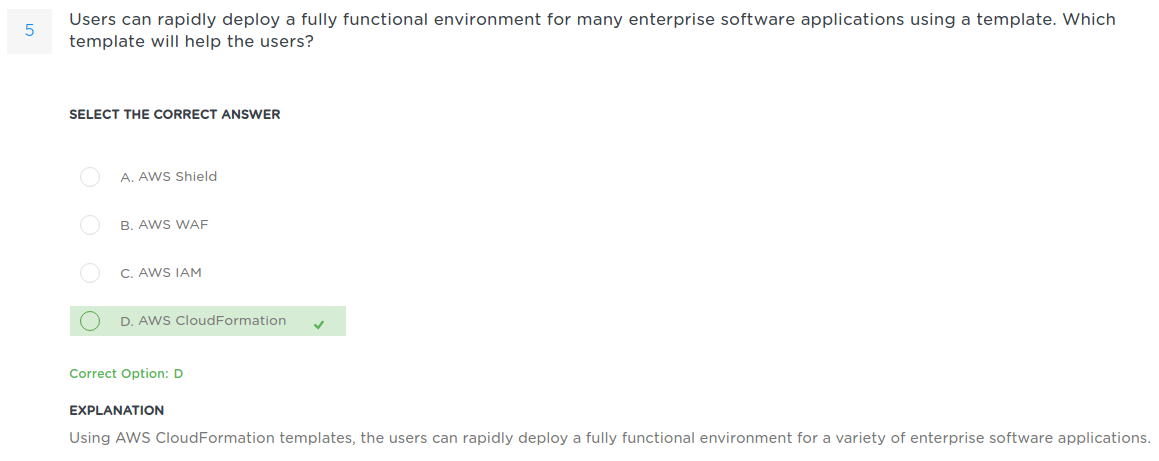 5
Users can rapidly deploy a fully functional environment for many enterprise software applications using a template. Which
template will help the users?
SELECT THE CORRECT ANSWER
A. AWS Shield
B. AWS WAF
C. AWS IAM
D. AWS CloudFormation
Correct Option: D
EXPLANATION
Using AWS CloudFormation templates, the users can rapidly deploy a fully functional environment for a variety of enterprise software applications.